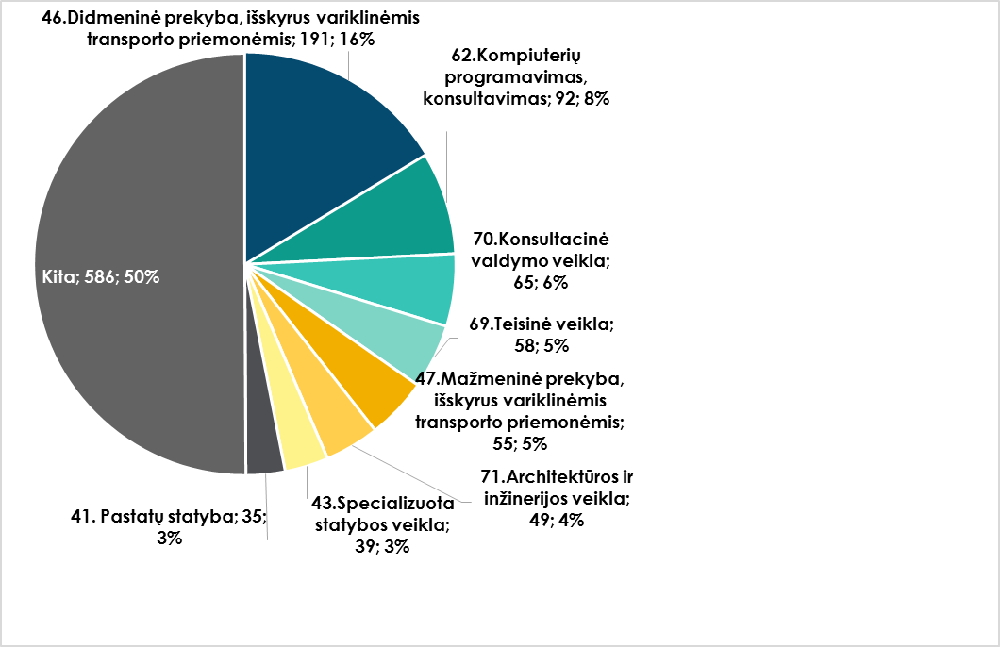 46.Didmeninė prekyba, išskyrus variklinėmis
transporto priemonėmis; 191; 16%
62.Kompiuterių
programavimas,
konsultavimas; 92; 8%
70.Konsultacinė
valdymo veikla;
65; 6%
69.Teisinė veikla;
58; 5%
47.Mažmeninė prekyba,
išskyrus variklinėmis
transporto priemonėmis;
55; 5%
71.Architektūros ir
inžinerijos veikla;
49; 4%
43.Specializuota
statybos veikla;
39; 3%
41. Pastatų statyba; 35;
3%
Kita; 586; 50%